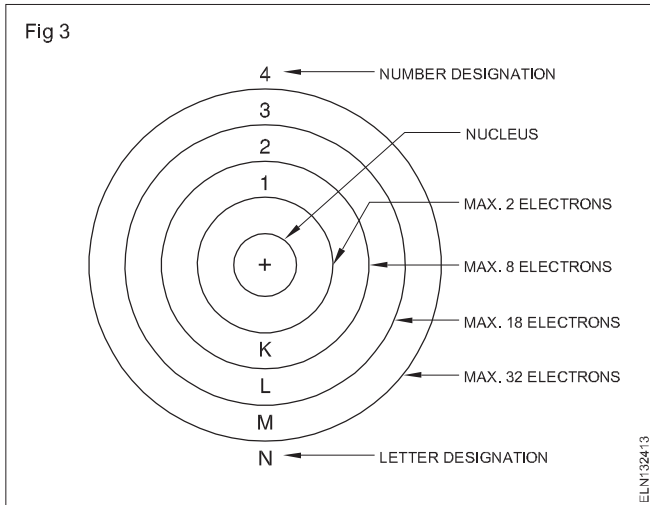 Fig 3
4
NUMBER DESIGNATION
3
NUCLEUS
2
1
MAX. 2 ELECTRONS
+
MAX. 8 ELECTRONS
MAX. 18 ELECTRONS
K
MAX. 32 ELECTRONS
L
M
N
LETTER DESIGNATION
ELN132413